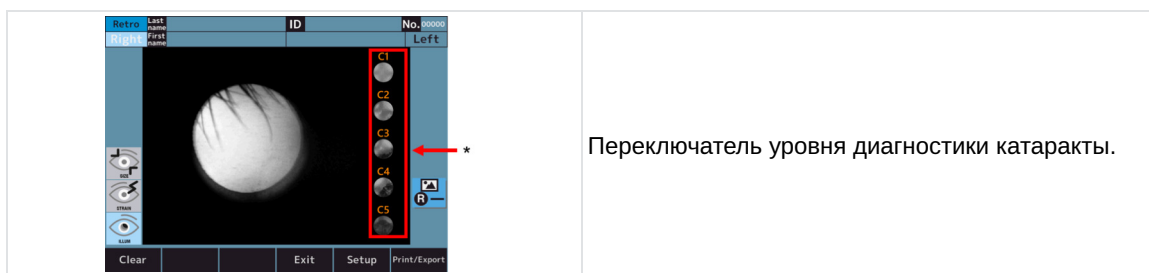 Retro Last name ID No. 00000
Right First name Left
C1
C2
C3
*
Переключатель уровня диагностики катаракты.
C4
C5
SIZE
STRAIN
ILLUM
R
Clear Exit Setup Print/Export